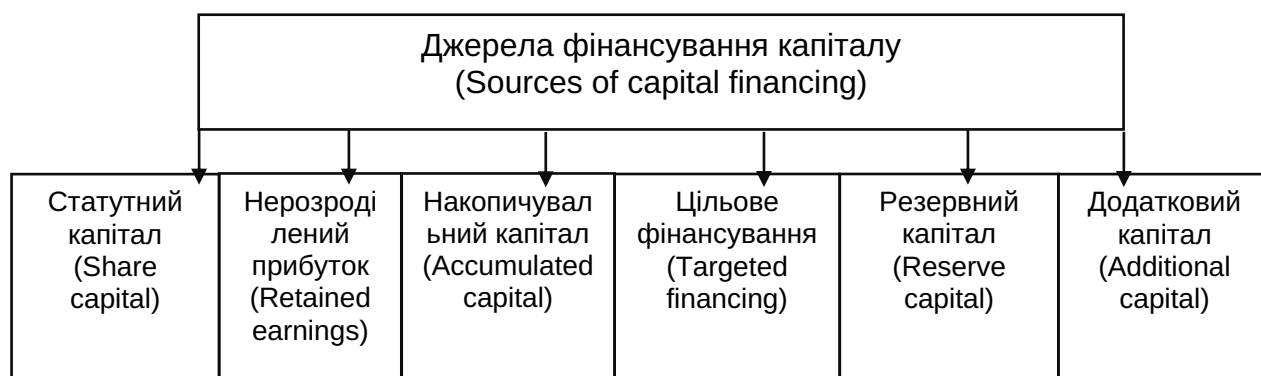 Джерела фінансування капіталу
(Sources of capital financing)
Статутний
капітал
(Share
capital)
Нерозроді
лений
прибуток
(Retained
earnings)
Накопичувал
ьний капітал
(Accumulated
capital)
Цільове
фінансування
(Targeted
financing)
Резервний
капітал
(Reserve
capital)
Додатковий
капітал
(Additional
capital)